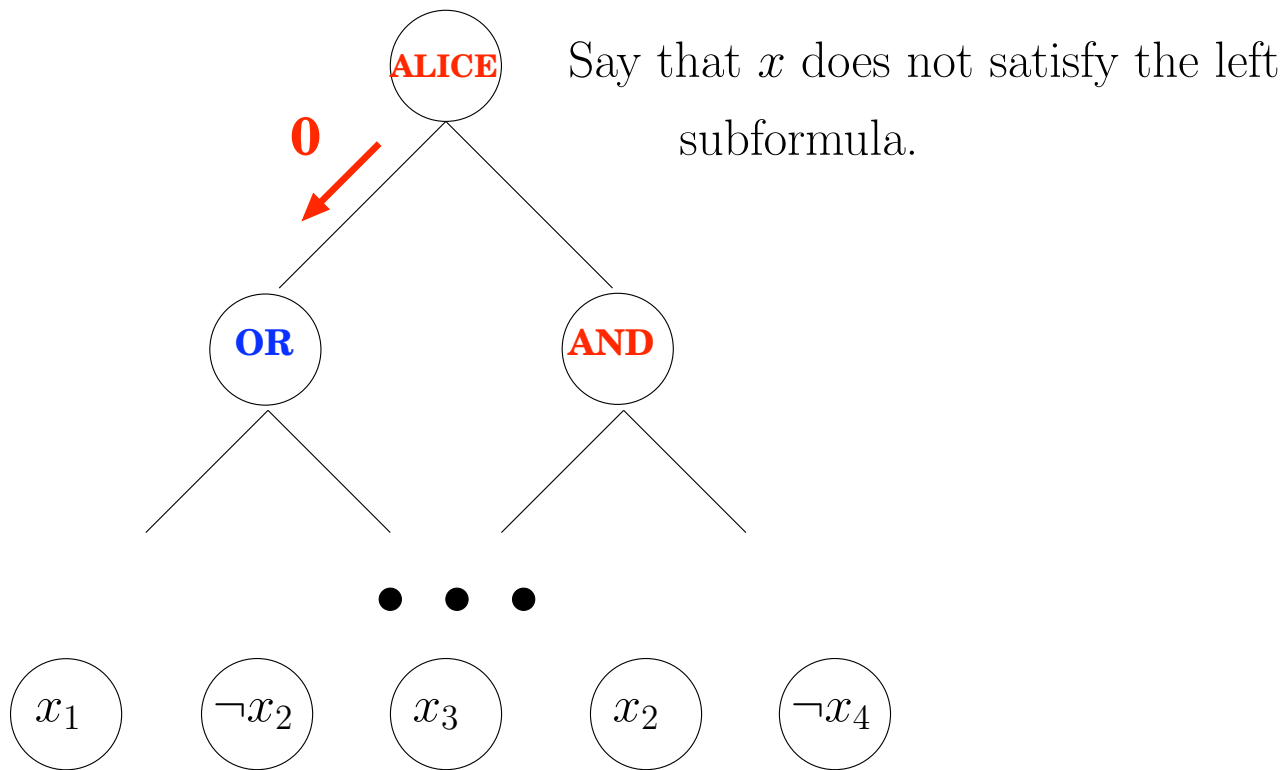 ALICE
Say that x does not satisfy the left
subformula.
0
OR
AND
x₁
¬x₂
x₃
x₂
¬x₄